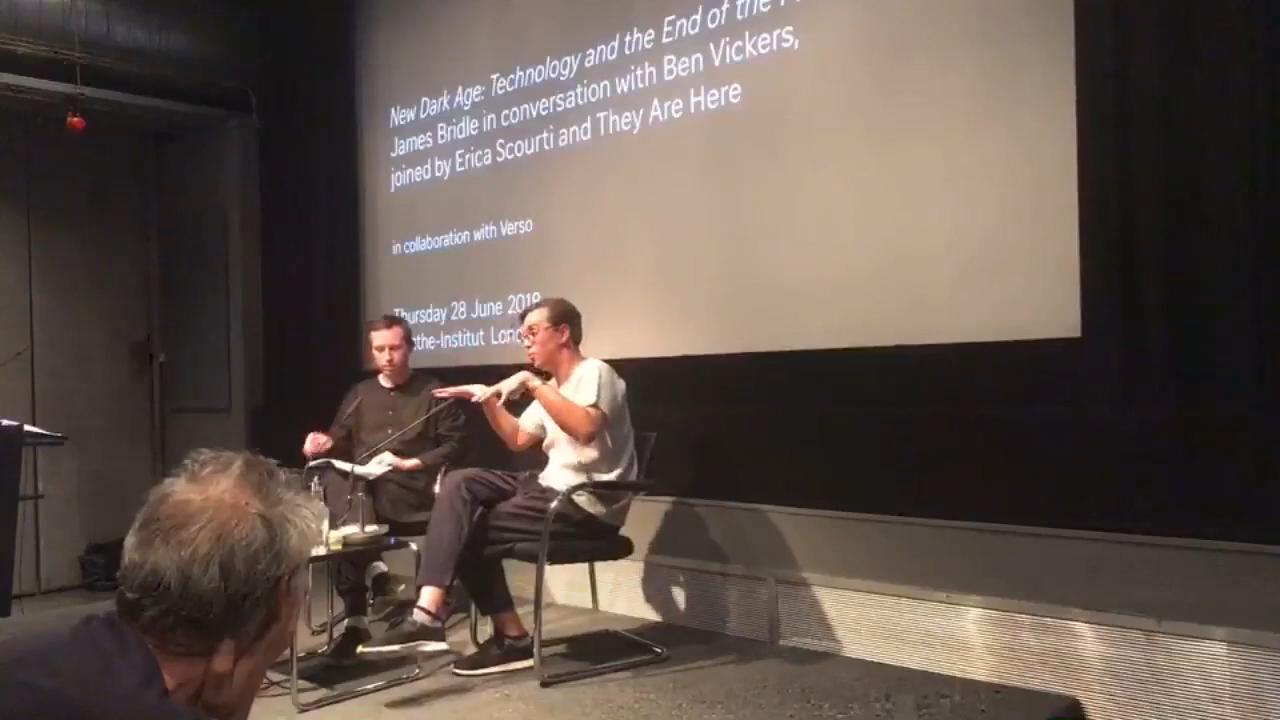 New Dark Age: Technology and the End of the
James Bridle in conversation with Ben Vickers,
joined by Erica Scourti and They Are Here
in collaboration with Verso
Thursday 28 June 2018